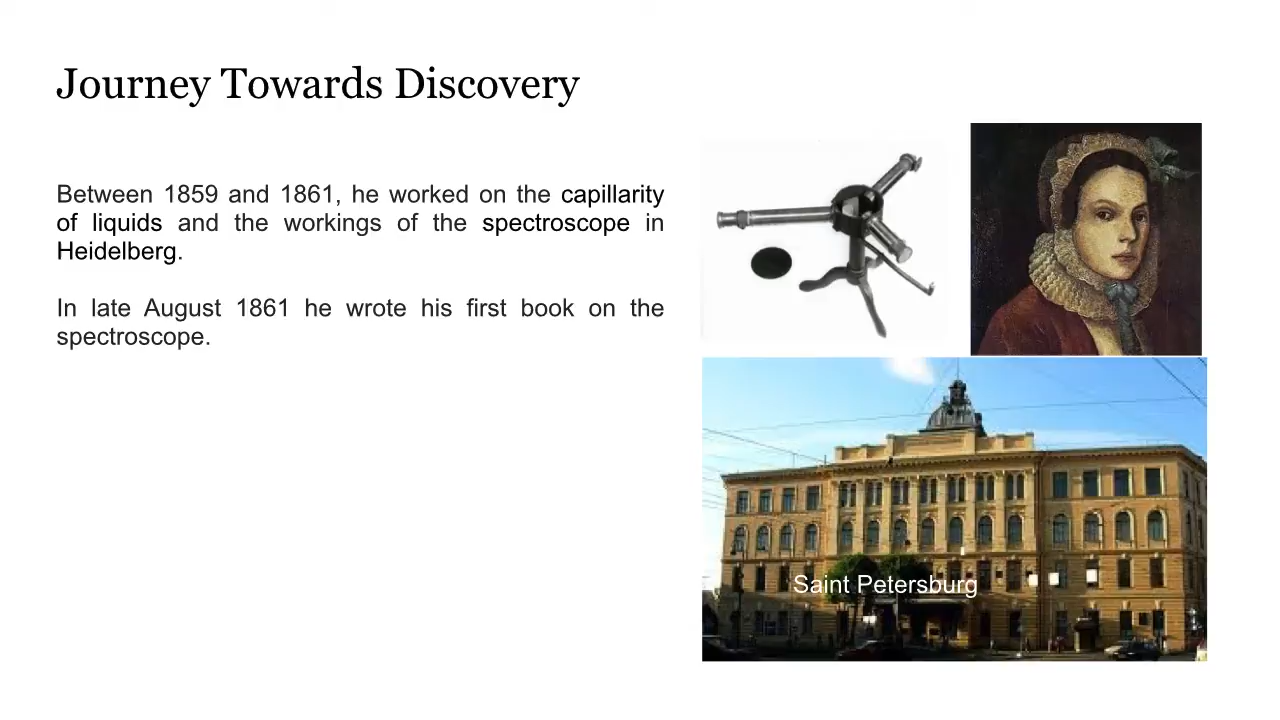 Journey Towards Discovery
Between 1859 and 1861, he worked on the capillarity
of liquids and the workings of the spectroscope in
Heidelberg.
In late August 1861 he wrote his first book on the
spectroscope.
Saint Petersburg